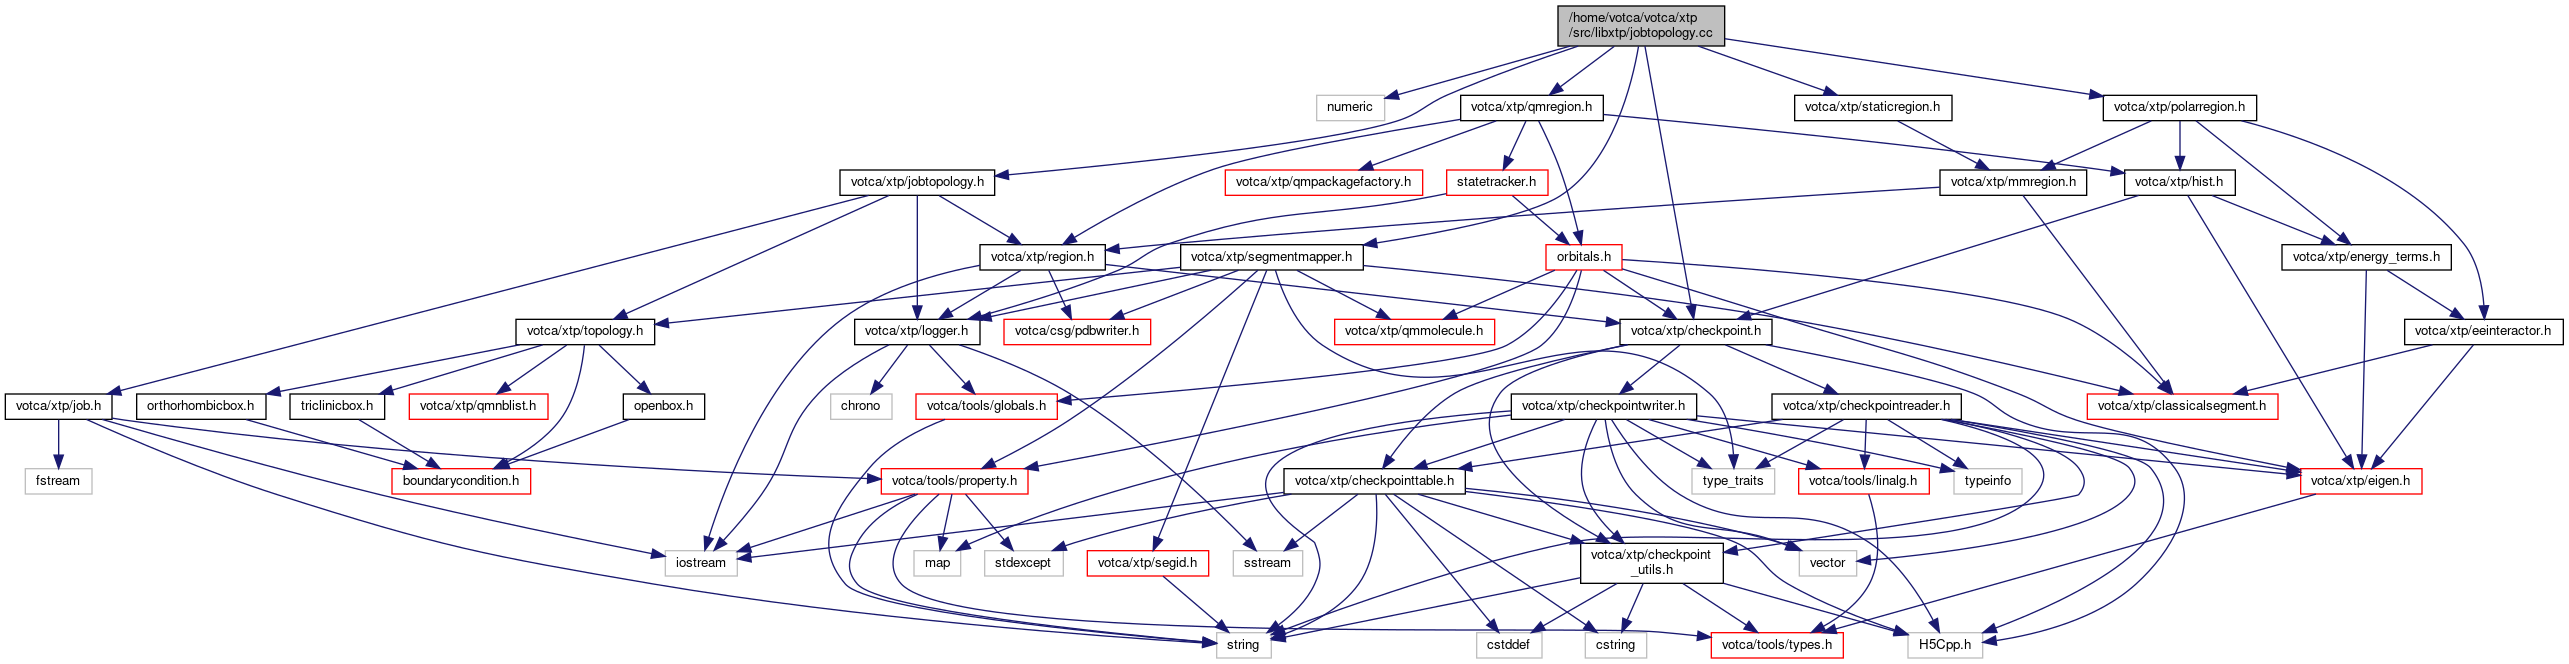 /home/votca/votca/xtp
/src/libxtp/jobtopology.cc
numeric
votca/xtp/qmregion.h
votca/xtp/staticregion.h
votca/xtp/polarregion.h
votca/xtp/jobtopology.h
votca/xtp/qmpackagefactory.h
statetracker.h
votca/xtp/mmregion.h
votca/xtp/hist.h
votca/xtp/region.h
votca/xtp/segmentmapper.h
orbitals.h
votca/xtp/energy_terms.h
votca/xtp/topology.h
votca/xtp/logger.h
votca/csg/pdbwriter.h
votca/xtp/qmmolecule.h
votca/xtp/checkpoint.h
votca/xtp/eeinteractor.h
votca/xtp/job.h
orthorhombicbox.h
triclinicbox.h
votca/xtp/qmnblist.h
openbox.h
chrono
votca/tools/globals.h
votca/xtp/checkpointwriter.h
votca/xtp/checkpointreader.h
votca/xtp/classicalsegment.h
fstream
boundarycondition.h
votca/tools/property.h
votca/xtp/checkpointtable.h
type_traits
votca/tools/linalg.h
typeinfo
votca/xtp/eigen.h
iostream
map
stdexcept
votca/xtp/segid.h
sstream
votca/xtp/checkpoint
_utils.h
vector
string
cstddef
cstring
votca/tools/types.h
H5Cpp.h